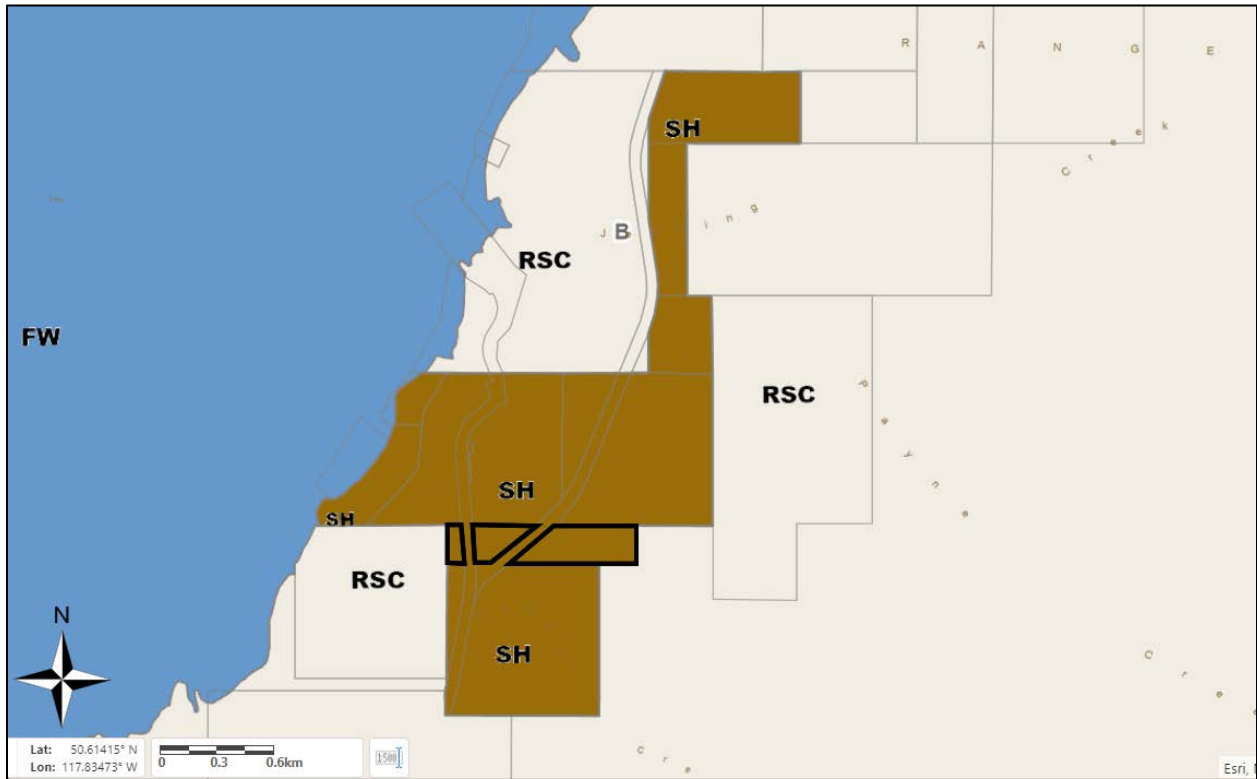 R A N G E
SH
C r e e k
i n g
J B
RSC
FW
RSC
P a y n e
SH
SH
RSC
N
SH
C r e e
C r e
Lat: 50.61415° N
Lon: 117.83473° W
0 0.3 0.6km
1500
Esri,